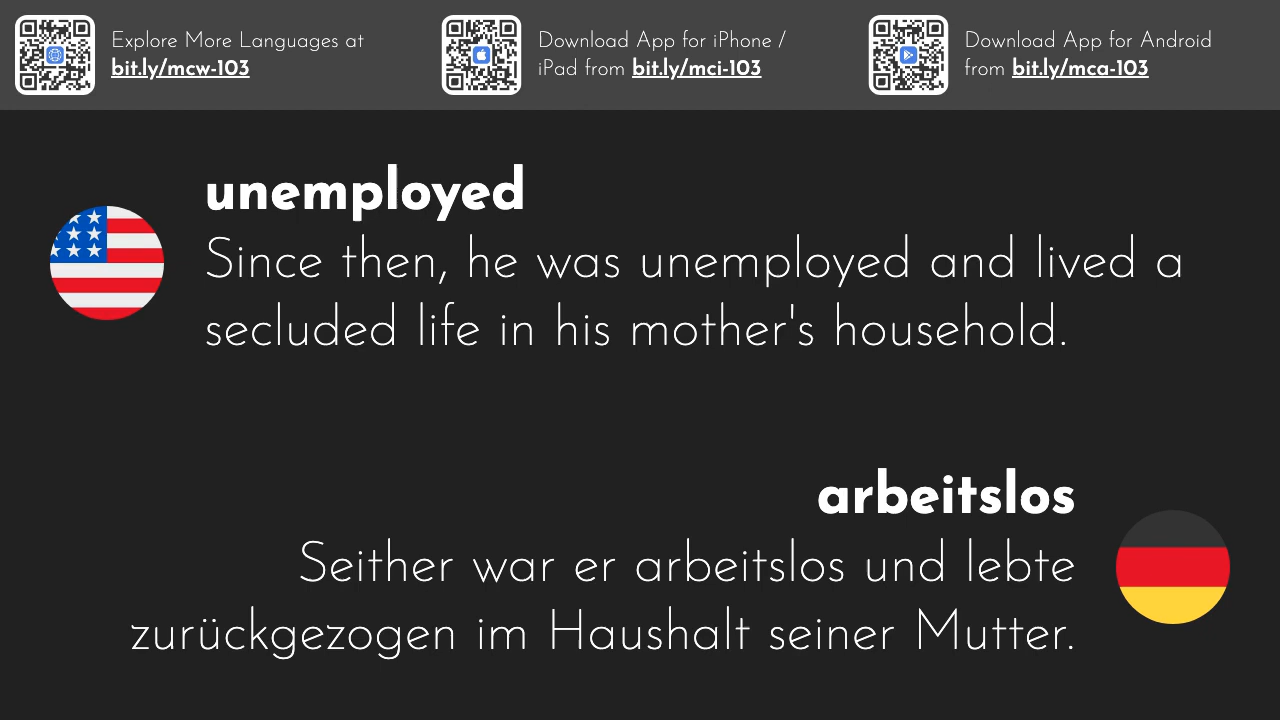 Explore More Languages at
bit.ly/mcw-103
Download App for iPhone /
iPad from bit.ly/mci-103
Download App for Android
from bit.ly/mca-103
unemployed
Since then, he was unemployed and lived a
secluded life in his mother's household.
arbeitslos
Seither war er arbeitslos und lebte
zurückgezogen im Haushalt seiner Mutter.